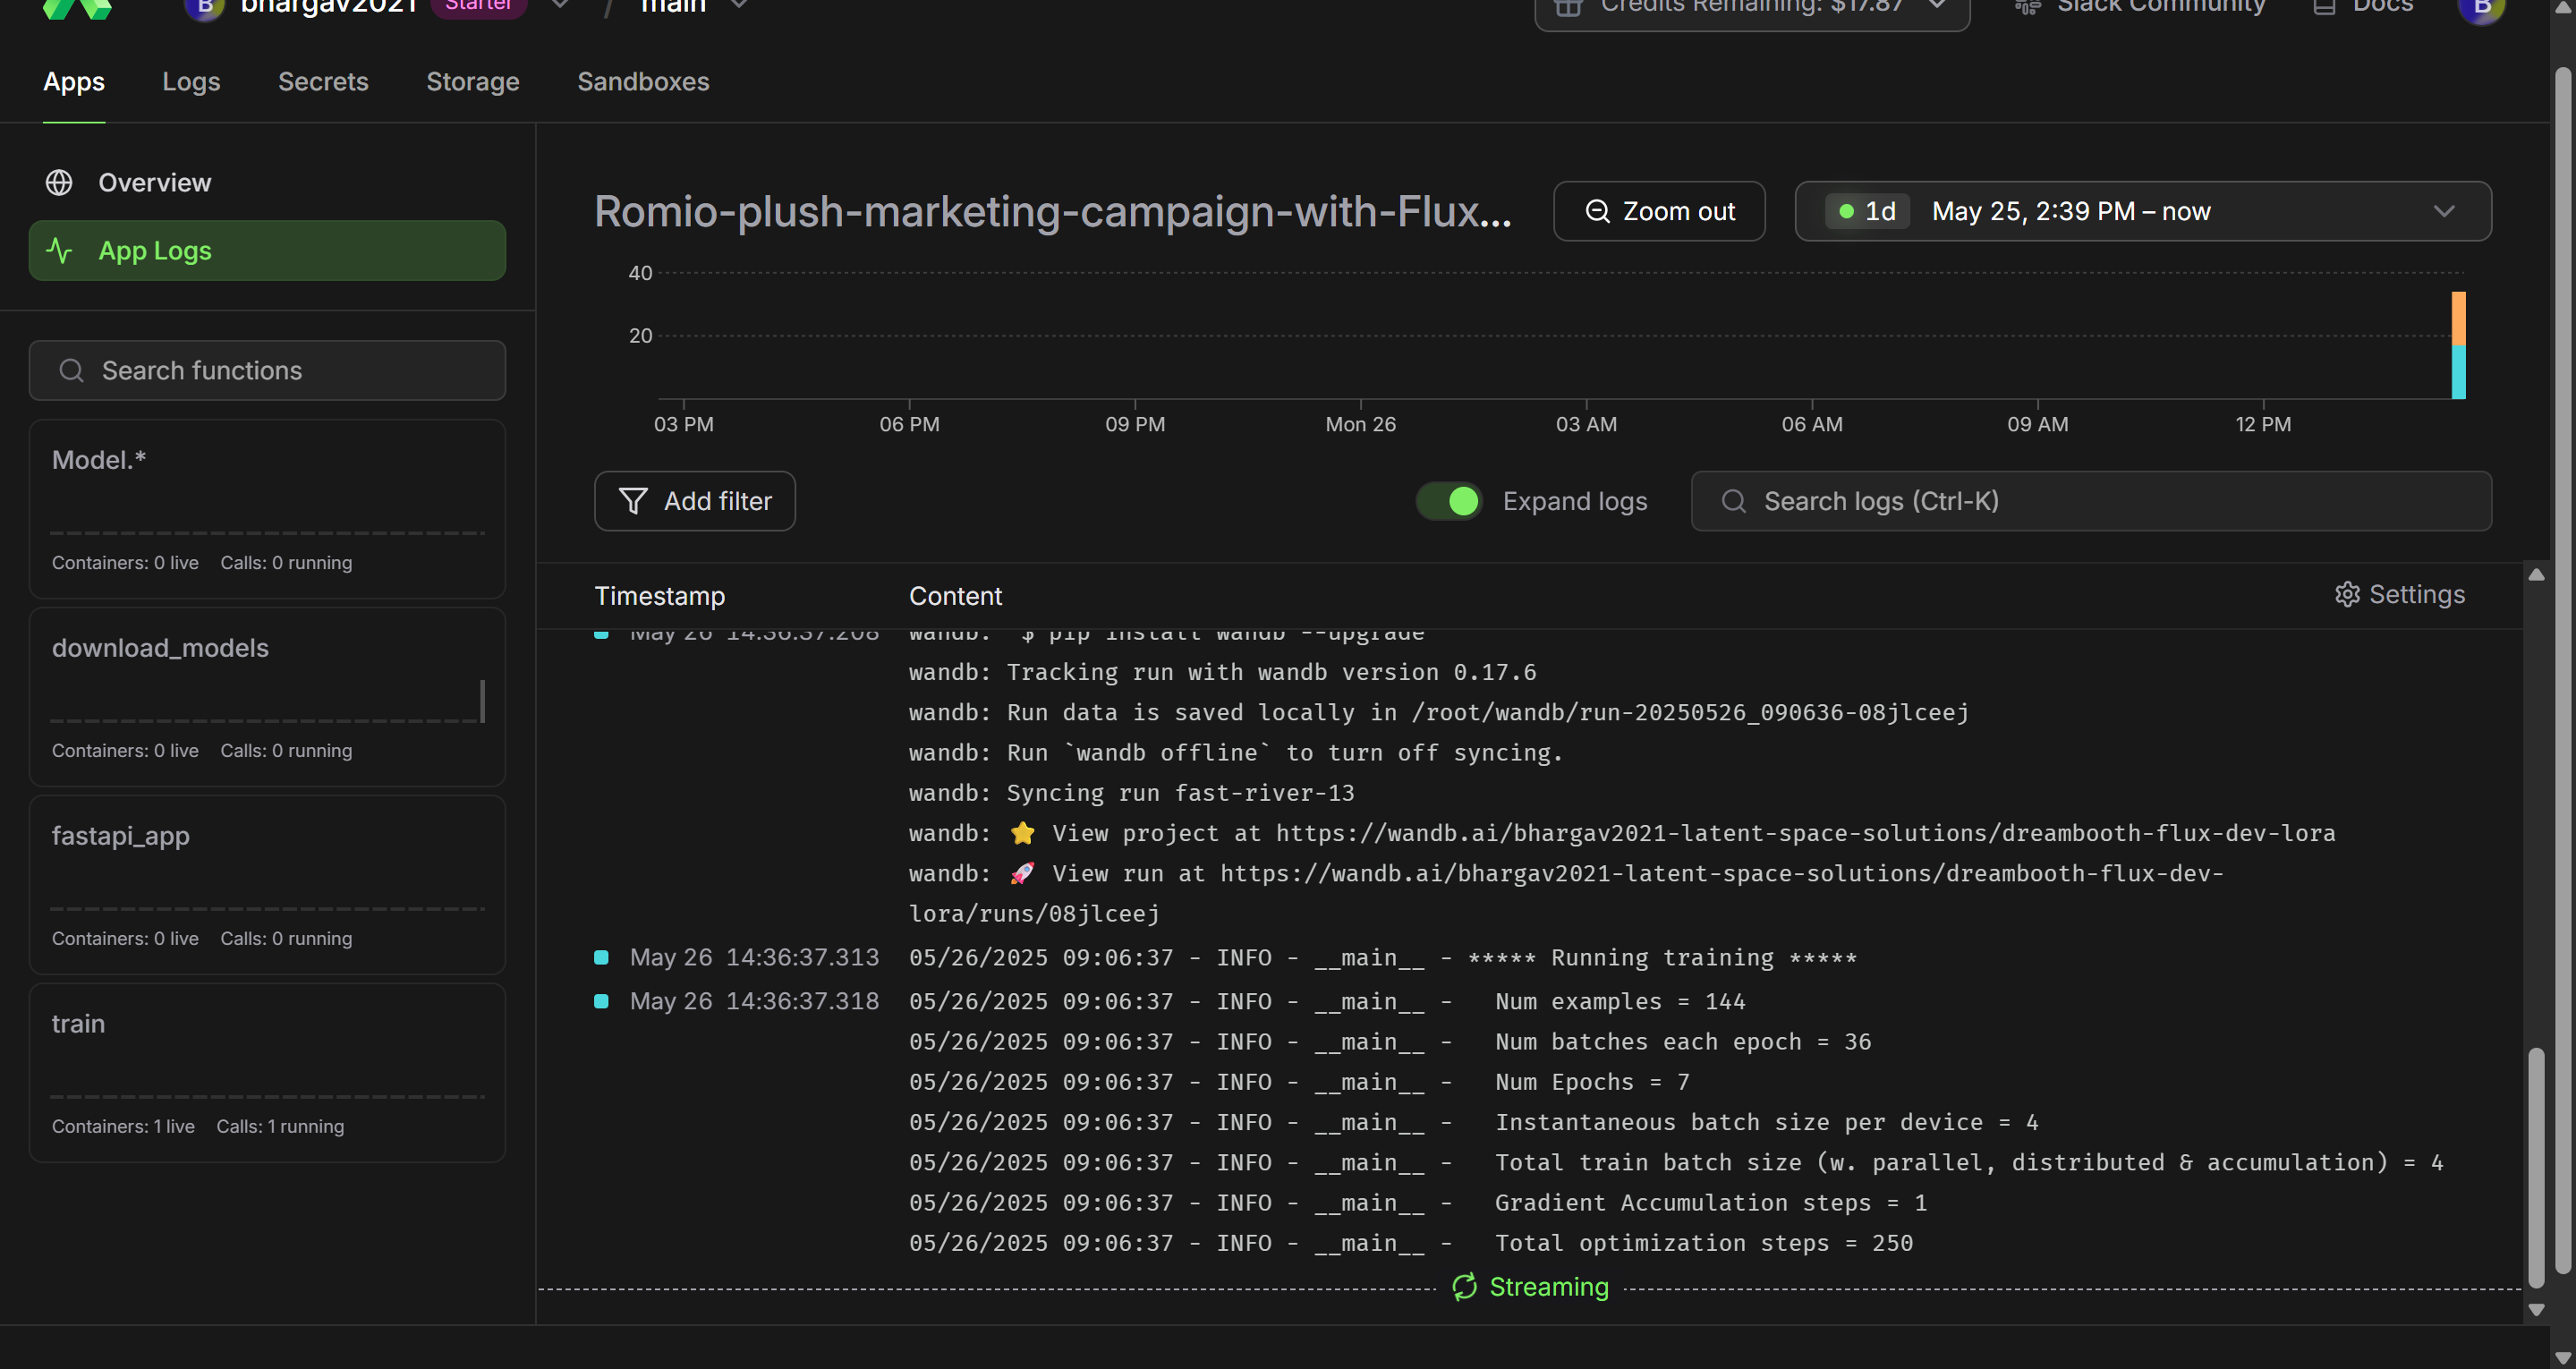 B bhargav2021 Starter / main Credits Remaining: $17.87 Slack Community Docs B
Apps Logs Secrets Storage Sandboxes
Overview
App Logs
Search functions
Model.*
Containers: 0 live Calls: 0 running
download_models
Containers: 0 live Calls: 0 running
fastapi_app
Containers: 0 live Calls: 0 running
train
Containers: 1 live Calls: 1 running
Romio-plush-marketing-campaign-with-Flux... Zoom out 1d May 25, 2:39 PM – now
40
20
03 PM 06 PM 09 PM Mon 26 03 AM 06 AM 09 AM 12 PM
Add filter Expand logs Search logs (Ctrl-K)
Timestamp Content Settings
May 26 14:36:37.208 wandb: $ pip install wandb --upgrade
wandb: Tracking run with wandb version 0.17.6
wandb: Run data is saved locally in /root/wandb/run-20250526_090636-08jlceej
wandb: Run `wandb offline` to turn off syncing.
wandb: Syncing run fast-river-13
wandb: ⭐ View project at https://wandb.ai/bhargav2021-latent-space-solutions/dreambooth-flux-dev-lora
wandb: 🚀 View run at https://wandb.ai/bhargav2021-latent-space-solutions/dreambooth-flux-dev-
lora/runs/08jlceej
May 26 14:36:37.313 05/26/2025 09:06:37 - INFO - __main__ - ***** Running training *****
May 26 14:36:37.318 05/26/2025 09:06:37 - INFO - __main__ - Num examples = 144
05/26/2025 09:06:37 - INFO - __main__ - Num batches each epoch = 36
05/26/2025 09:06:37 - INFO - __main__ - Num Epochs = 7
05/26/2025 09:06:37 - INFO - __main__ - Instantaneous batch size per device = 4
05/26/2025 09:06:37 - INFO - __main__ - Total train batch size (w. parallel, distributed & accumulation) = 4
05/26/2025 09:06:37 - INFO - __main__ - Gradient Accumulation steps = 1
05/26/2025 09:06:37 - INFO - __main__ - Total optimization steps = 250
Streaming